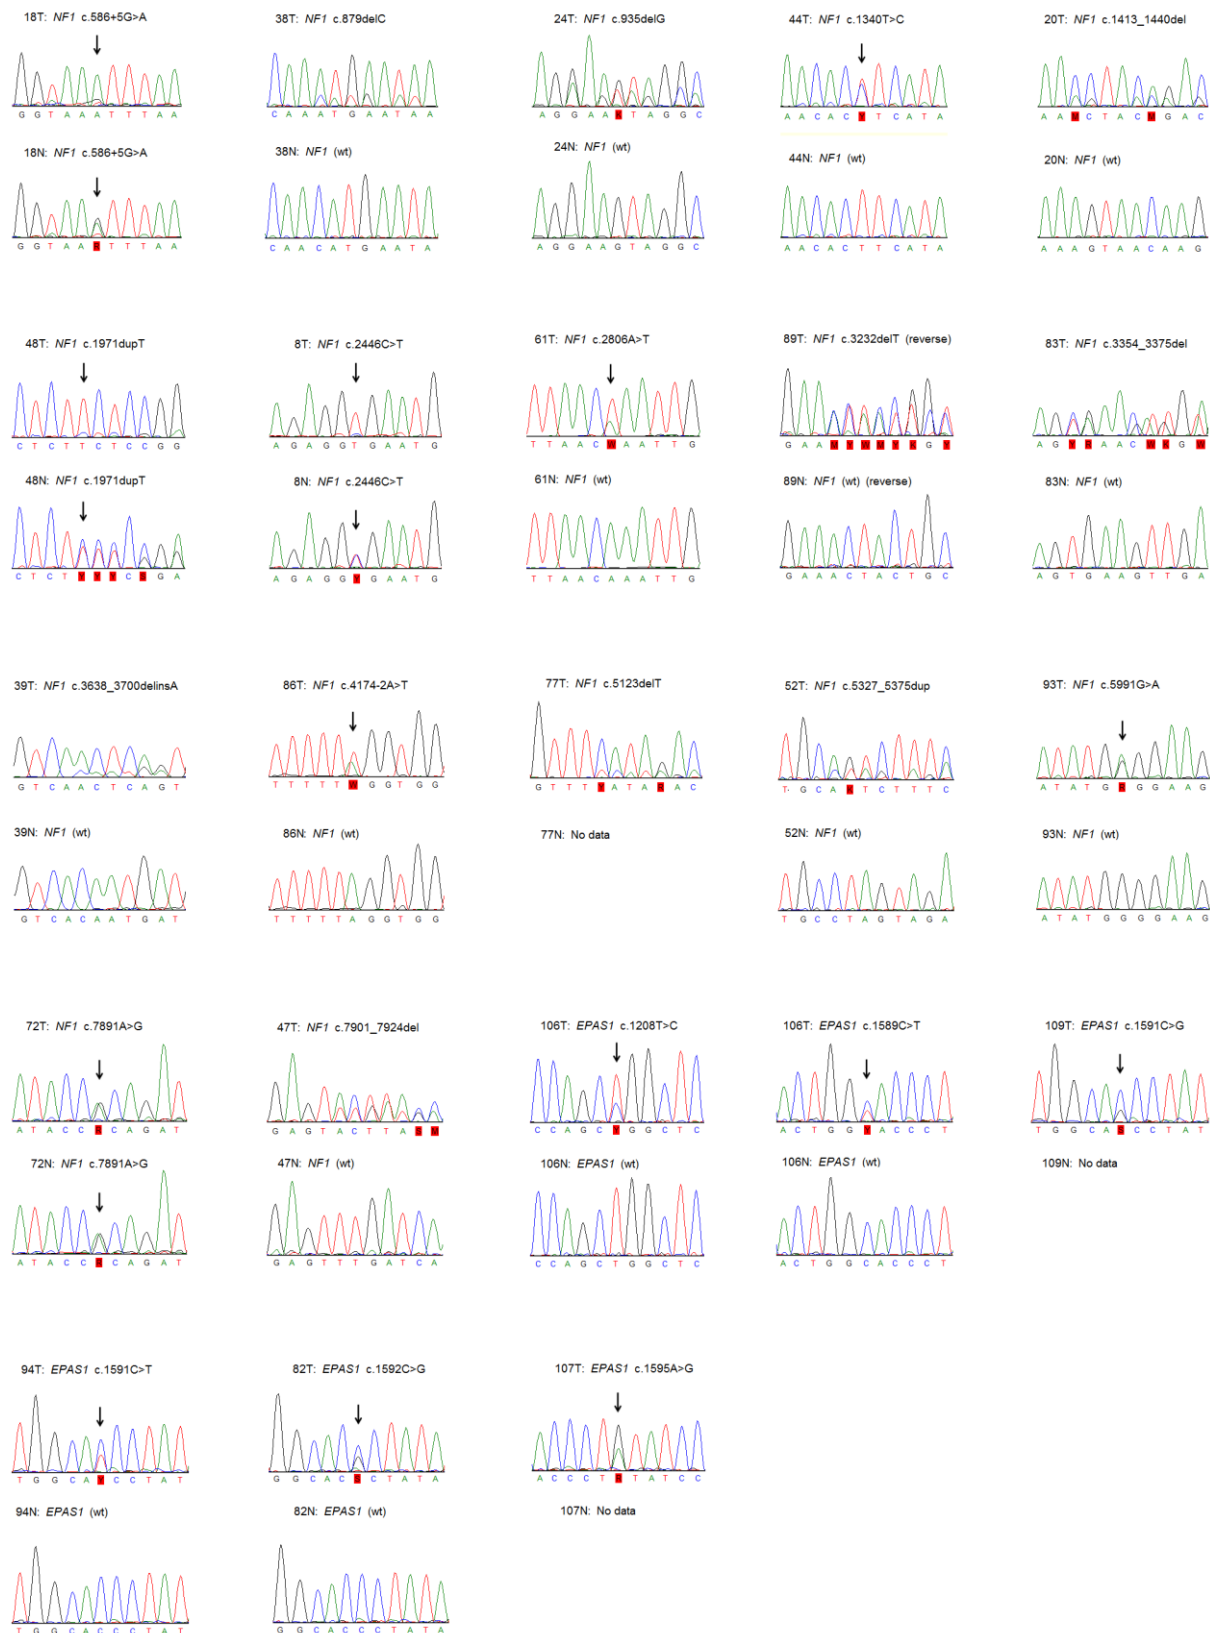 18T: NF1 c.586+5G>A
38T: NF1 c.879delC
24T: NF1 c.935delG
44T: NF1 c.1340T>C
20T: NF1 c.1413_1440del
G G T A A A T T T A A
C A A A T G A A T A A
A G G A A K T A G G C
A A C A C Y T C A T A
A A M C T A C M G A C
18N: NF1 c.586+5G>A
38N: NF1 (wt)
24N: NF1 (wt)
44N: NF1 (wt)
20N: NF1 (wt)
G G T A A R T T T A A
C A A C A T G A A T A
A G G A A G T A G G C
A A C A C T T C A T A
A A A G T A A C A A G
48T: NF1 c.1971dupT
8T: NF1 c.2446C>T
61T: NF1 c.2806A>T
89T: NF1 c.3232delT (reverse)
83T: NF1 c.3354_3375del
C T C T T C T C C G G
A G A G G T G A A T G
T T A A C W A A T T G
G A A M Y W M Y K G Y
A G Y R A A C W K G W
48N: NF1 c.1971dupT
8N: NF1 c.2446C>T
61N: NF1 (wt)
89N: NF1 (wt) (reverse)
83N: NF1 (wt)
C T C T Y Y Y C S G A
A G A G G Y G A A T G
T T A A C A A A T T G
G A A A C T A C T G C
A G T G A A G T T G A
39T: NF1 c.3638_3700delinsA
86T: NF1 c.4174-2A>T
77T: NF1 c.5123delT
52T: NF1 c.5327_5375dup
93T: NF1 c.5991G>A
G T C A A C T C A G T
T T T T T W G G T G G
G T T T Y A T A R A C
T G C A K T C T T T C
A T A T G R G G A A G
39N: NF1 (wt)
86N: NF1 (wt)
77N: No data
52N: NF1 (wt)
93N: NF1 (wt)
G T C A C A A T G A T
T T T T T A G G T G G
T G C C T A G T A G A
A T A T G G G G A A G
72T: NF1 c.7891A>G
47T: NF1 c.7901_7924del
106T: EPAS1 c.1208T>C
106T: EPAS1 c.1589C>T
109T: EPAS1 c.1591C>G
A T A C C R C A G A T
G A G T A C T T A S M
C C A G C Y G G C T C
A C T G G Y A C C C T
T G G C A S C C T A T
72N: NF1 c.7891A>G
47N: NF1 (wt)
106N: EPAS1 (wt)
106N: EPAS1 (wt)
109N: No data
A T A C C R C A G A T
G A G T T T G A T C A
C C A G C T G G C T C
A C T G G C A C C C T
94T: EPAS1 c.1591C>T
82T: EPAS1 c.1592C>G
107T: EPAS1 c.1595A>G
T G G C A Y C C T A T
G G C A C S C T A T A
A C C C T R T A T C C
94N: EPAS1 (wt)
82N: EPAS1 (wt)
107N: No data
T G G C A C C C T A T
G G C A C C C T A T A